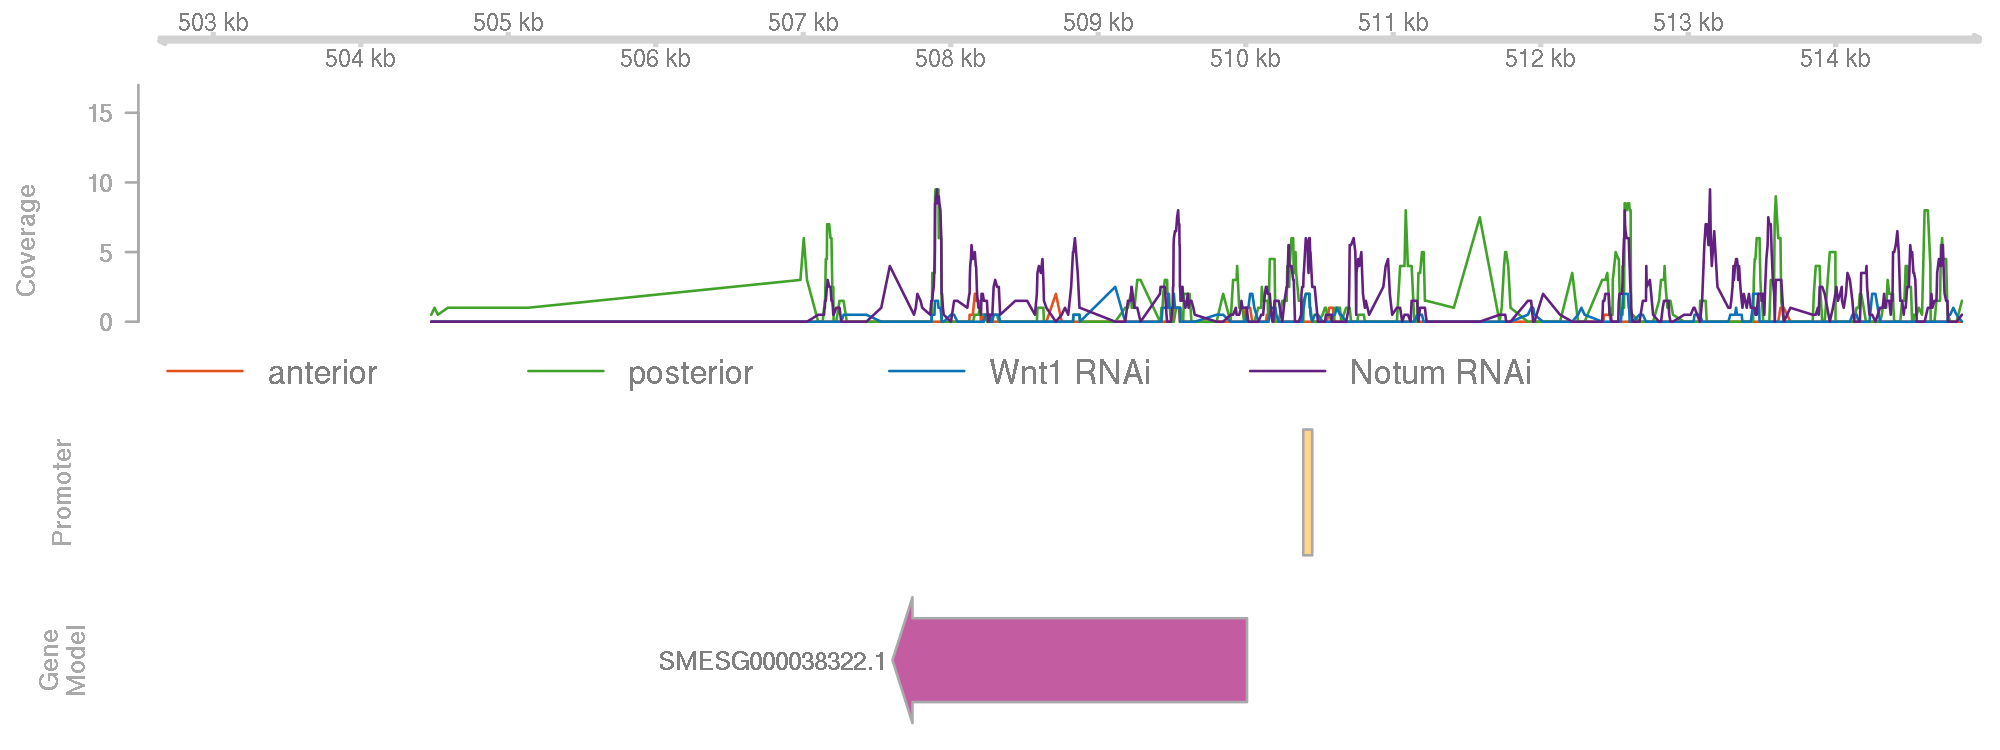 503 kb 505 kb 507 kb 509 kb 511 kb 513 kb
504 kb 506 kb 508 kb 510 kb 512 kb 514 kb
15
10
5
0
Coverage
anterior posterior Wnt1 RNAi Notum RNAi
Promoter
Gene
Model
SMESG000038322.1